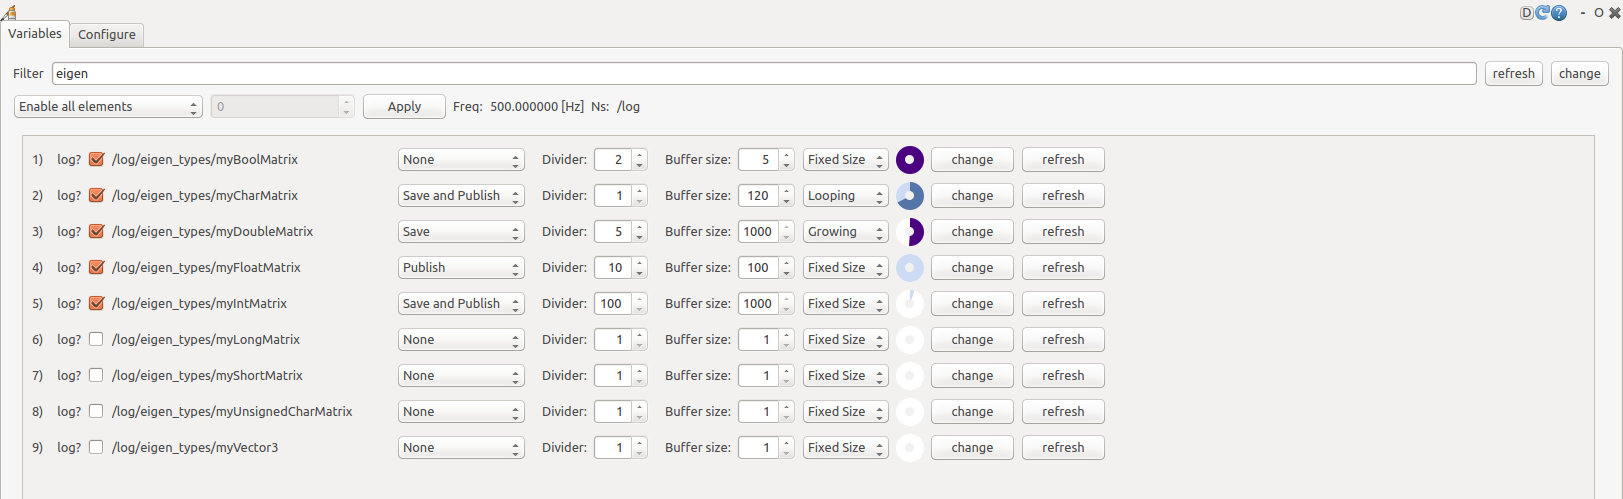 D ? - O
Variables Configure
Filter eigen refresh change
Enable all elements 0 Apply Freq: 500.000000 [Hz] Ns: /log
1) log? /log/eigen_types/myBoolMatrix None Divider: 2 Buffer size: 5 Fixed Size change refresh
2) log? /log/eigen_types/myCharMatrix Save and Publish Divider: 1 Buffer size: 120 Looping change refresh
3) log? /log/eigen_types/myDoubleMatrix Save Divider: 5 Buffer size: 1000 Growing change refresh
4) log? /log/eigen_types/myFloatMatrix Publish Divider: 10 Buffer size: 100 Fixed Size change refresh
5) log? /log/eigen_types/myIntMatrix Save and Publish Divider: 100 Buffer size: 1000 Fixed Size change refresh
6) log? /log/eigen_types/myLongMatrix None Divider: 1 Buffer size: 1 Fixed Size change refresh
7) log? /log/eigen_types/myShortMatrix None Divider: 1 Buffer size: 1 Fixed Size change refresh
8) log? /log/eigen_types/myUnsignedCharMatrix None Divider: 1 Buffer size: 1 Fixed Size change refresh
9) log? /log/eigen_types/myVector3 None Divider: 1 Buffer size: 1 Fixed Size change refresh